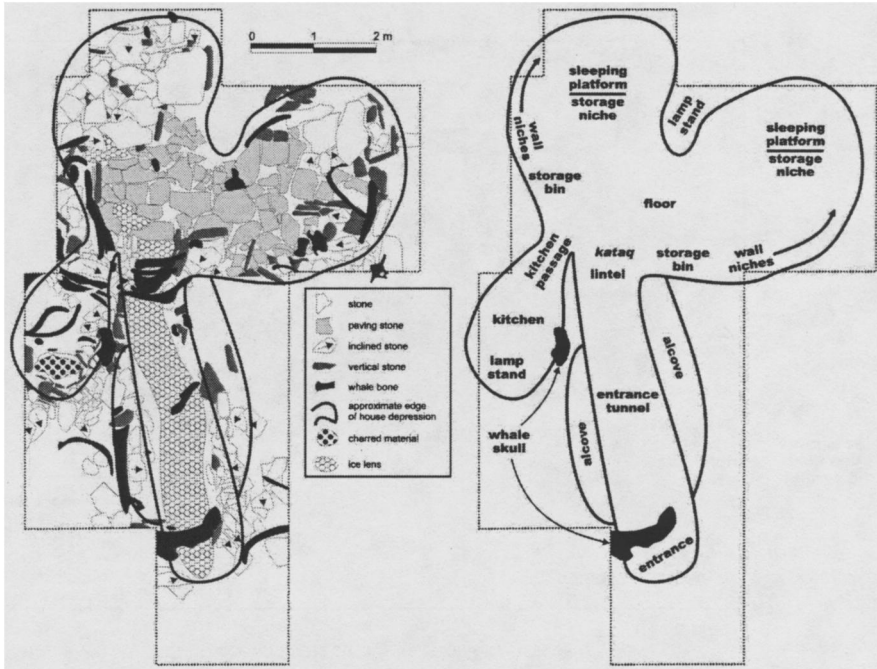 0 1 2 m
stone
paving stone
inclined stone
vertical stone
whale bone
approximate edge
of house depression
charred material
ice lens
sleeping
platform
storage
niche
lamp
stand
sleeping
platform
storage
niche
wall
niches
storage
bin
floor
kitchen
passage
kataq
lintel
storage
bin
wall
niches
kitchen
lamp
stand
alcove
entrance
tunnel
whale
skull
alcove
entrance